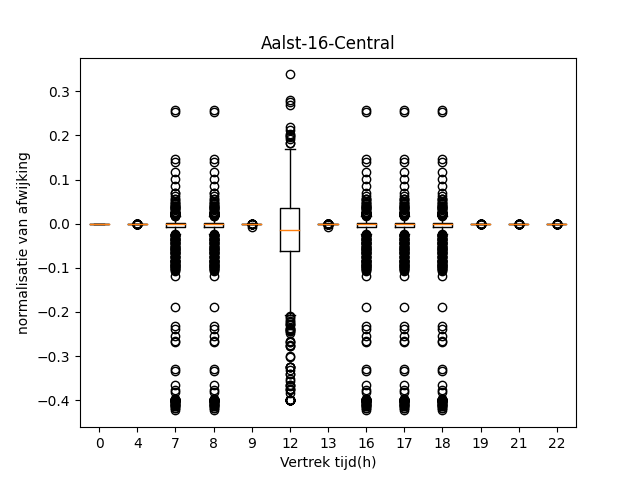 Aalst-16-Central
normalisatie van afwijking
0.3
0.2
0.1
0.0
−0.1
−0.2
−0.3
−0.4
0 4 7 8 9 12 13 16 17 18 19 21 22
Vertrek tijd(h)